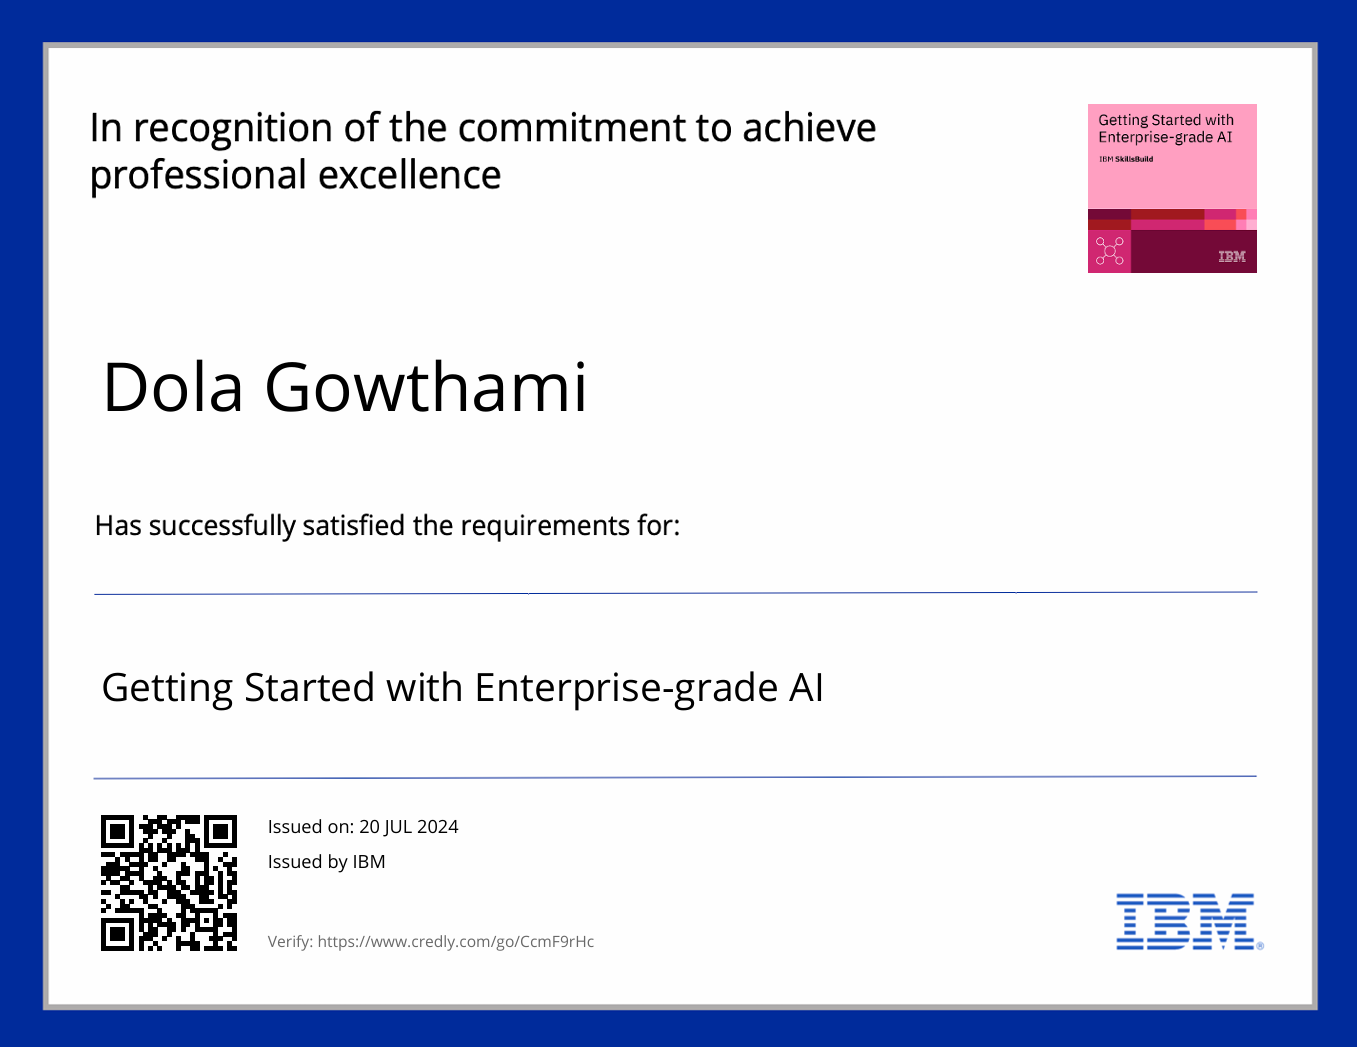 In recognition of the commitment to achieve
professional excellence
Getting Started with
Enterprise-grade AI
IBM SkillsBuild
IBM
Dola Gowthami
Has successfully satisfied the requirements for:
Getting Started with Enterprise-grade AI
Issued on: 20 JUL 2024
Issued by IBM
Verify: https://www.credly.com/go/CcmF9rHc
IBM®